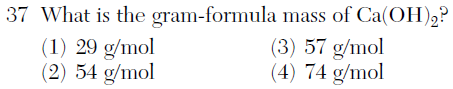 37 What is the gram-formula mass of Ca(OH)₂?
(1) 29 g/mol (3) 57 g/mol
(2) 54 g/mol (4) 74 g/mol